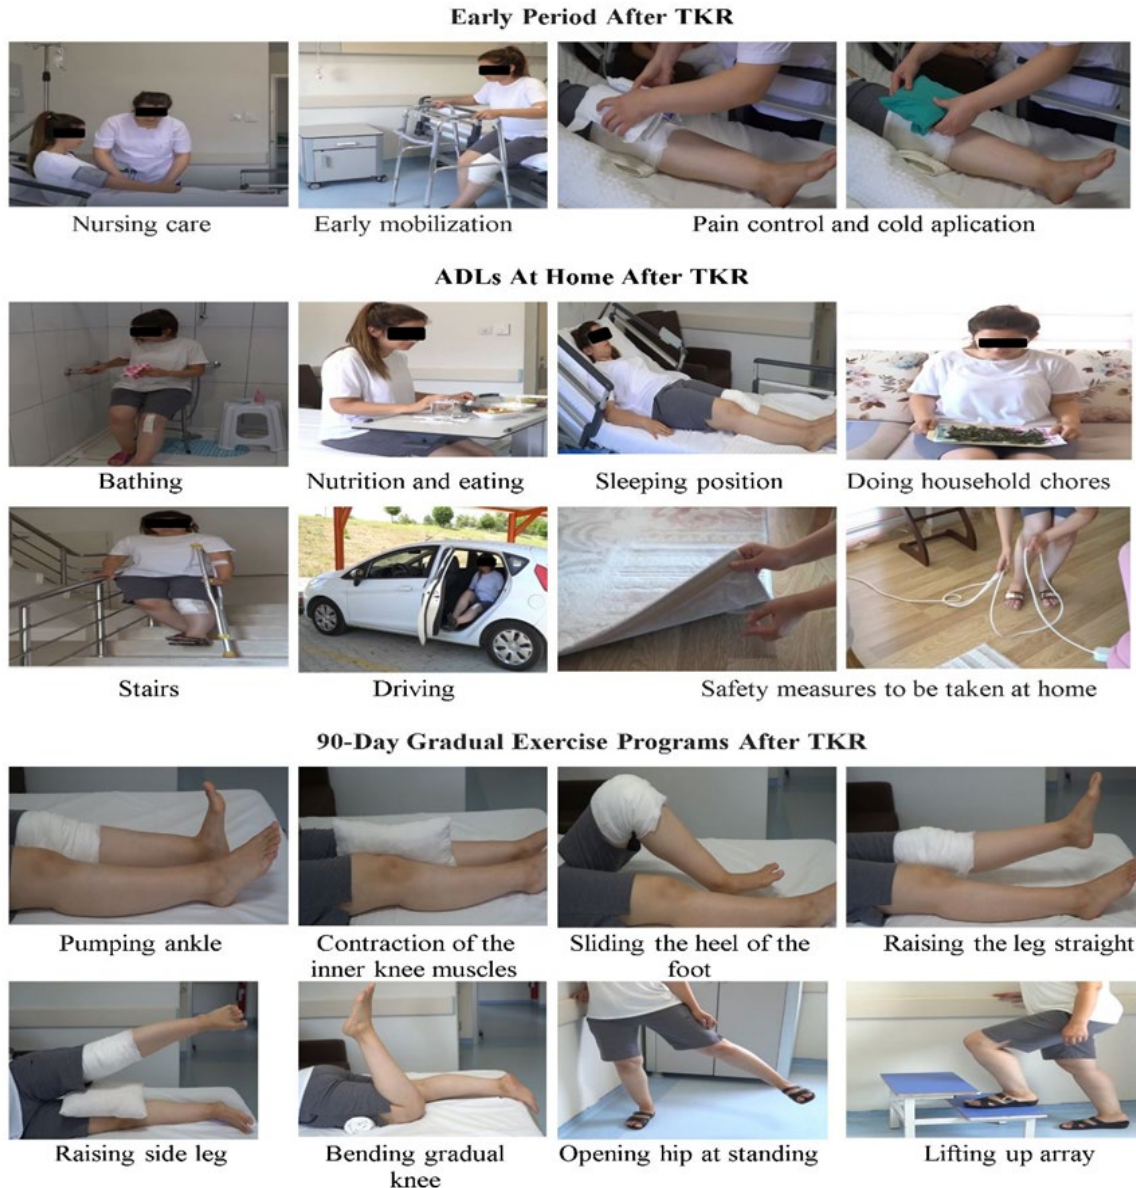 Early Period After TKR
Nursing care
Early mobilization
Pain control and cold aplication
ADLs At Home After TKR
Bathing
Nutrition and eating
Sleeping position
Doing household chores
Stairs
Driving
Safety measures to be taken at home
90-Day Gradual Exercise Programs After TKR
Pumping ankle
Contraction of the
inner knee muscles
Sliding the heel of the
foot
Raising the leg straight
Raising side leg
Bending gradual
knee
Opening hip at standing
Lifting up array